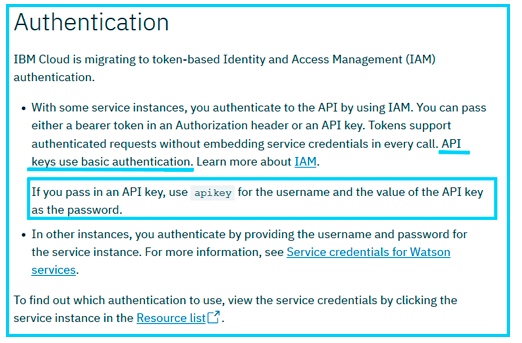 Authentication
IBM Cloud is migrating to token-based Identity and Access Management (IAM)
authentication.
• With some service instances, you authenticate to the API by using IAM. You can pass
either a bearer token in an Authorization header or an API key. Tokens support
authenticated requests without embedding service credentials in every call. API
keys use basic authentication. Learn more about IAM.
If you pass in an API key, use apikey for the username and the value of the API key
as the password.
• In other instances, you authenticate by providing the username and password for
the service instance. For more information, see Service credentials for Watson
services.
To find out which authentication to use, view the service credentials by clicking the
service instance in the Resource list.